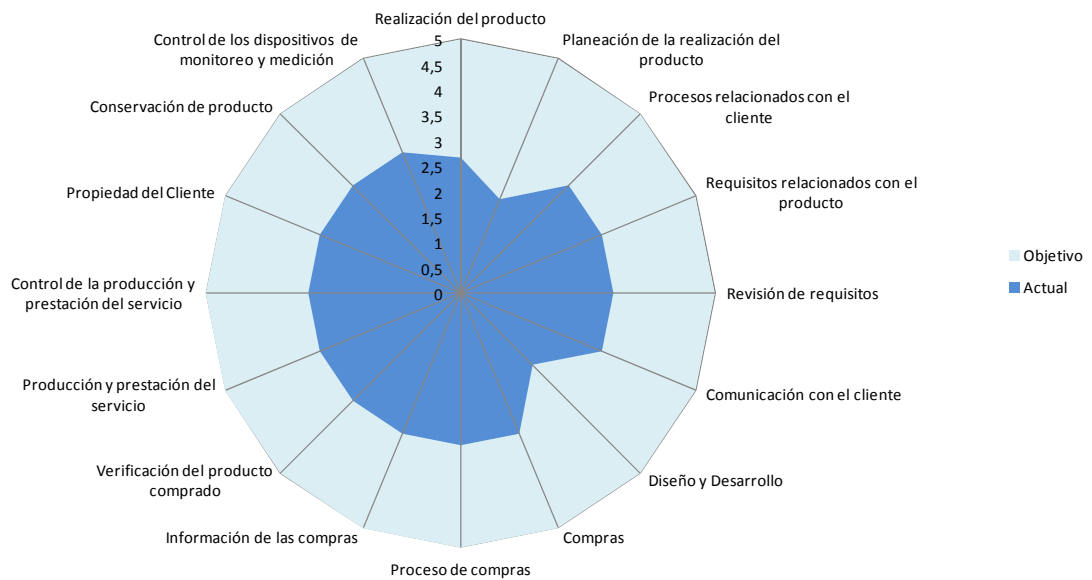 Realización del producto
Planeación de la realización del
producto
Procesos relacionados con el
cliente
Requisitos relacionados con el
producto
Revisión de requisitos
Comunicación con el cliente
Diseño y Desarrollo
Compras
Proceso de compras
Información de las compras
Verificación del producto
comprado
Producción y prestación del
servicio
Control de la producción y
prestación del servicio
Propiedad del Cliente
Conservación de producto
Control de los dispositivos de
monitoreo y medición
5
4,5
4
3,5
3
2,5
2
1,5
1
0,5
0
Objetivo
Actual